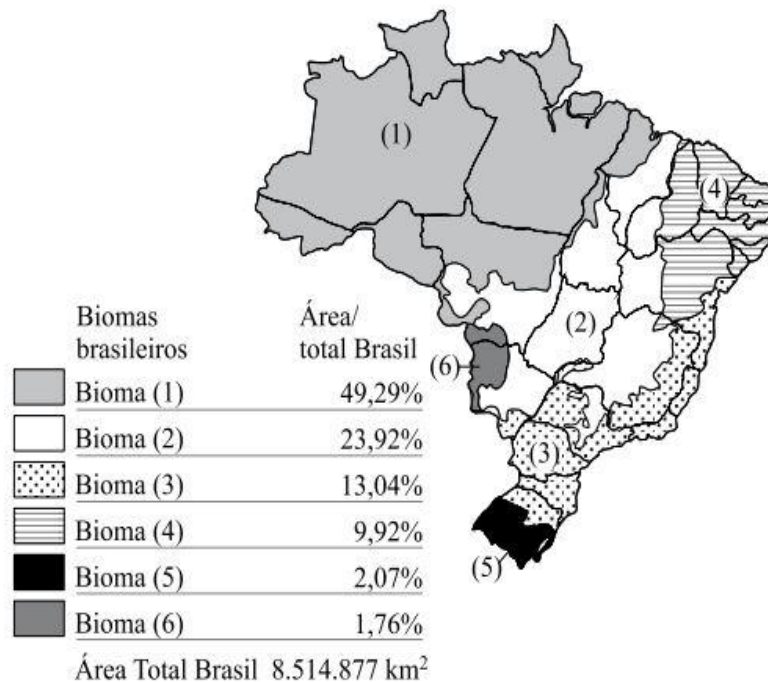 (1)
(4)
(2)
(6)
(3)
(5)
Biomas brasileiros Área/ total Brasil
Bioma (1) 49,29%
Bioma (2) 23,92%
Bioma (3) 13,04%
Bioma (4) 9,92%
Bioma (5) 2,07%
Bioma (6) 1,76%
Área Total Brasil 8.514.877 km²